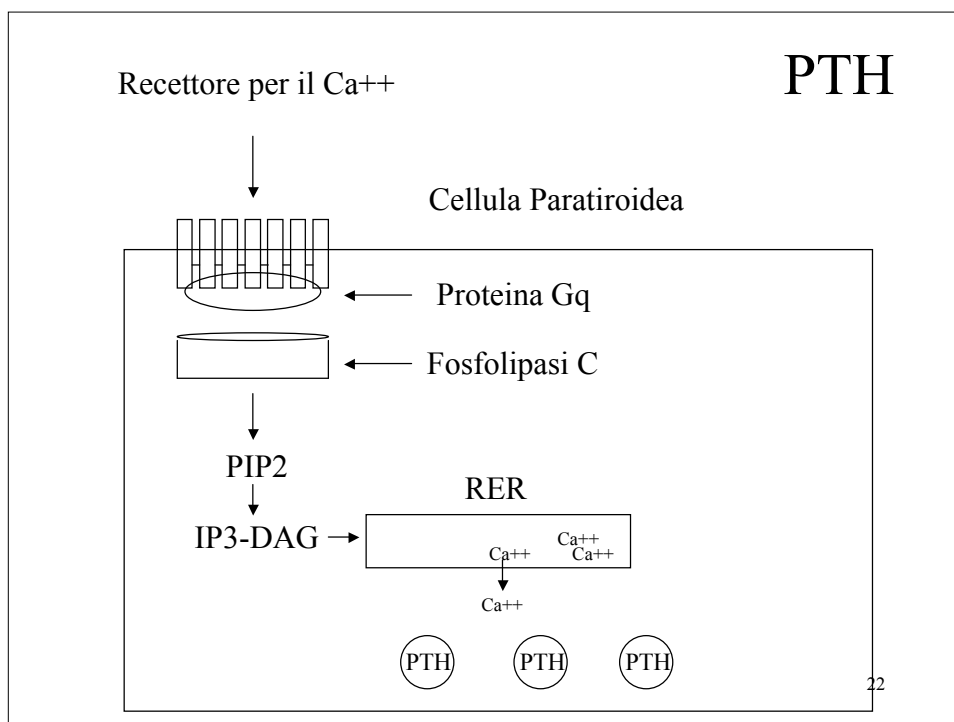 PTH
Recettore per il Ca++
Cellula Paratiroidea
Proteina Gq
Fosfolipasi C
PIP2
RER
IP3-DAG
Ca++
Ca++
Ca++
Ca++
PTH
PTH
PTH
22